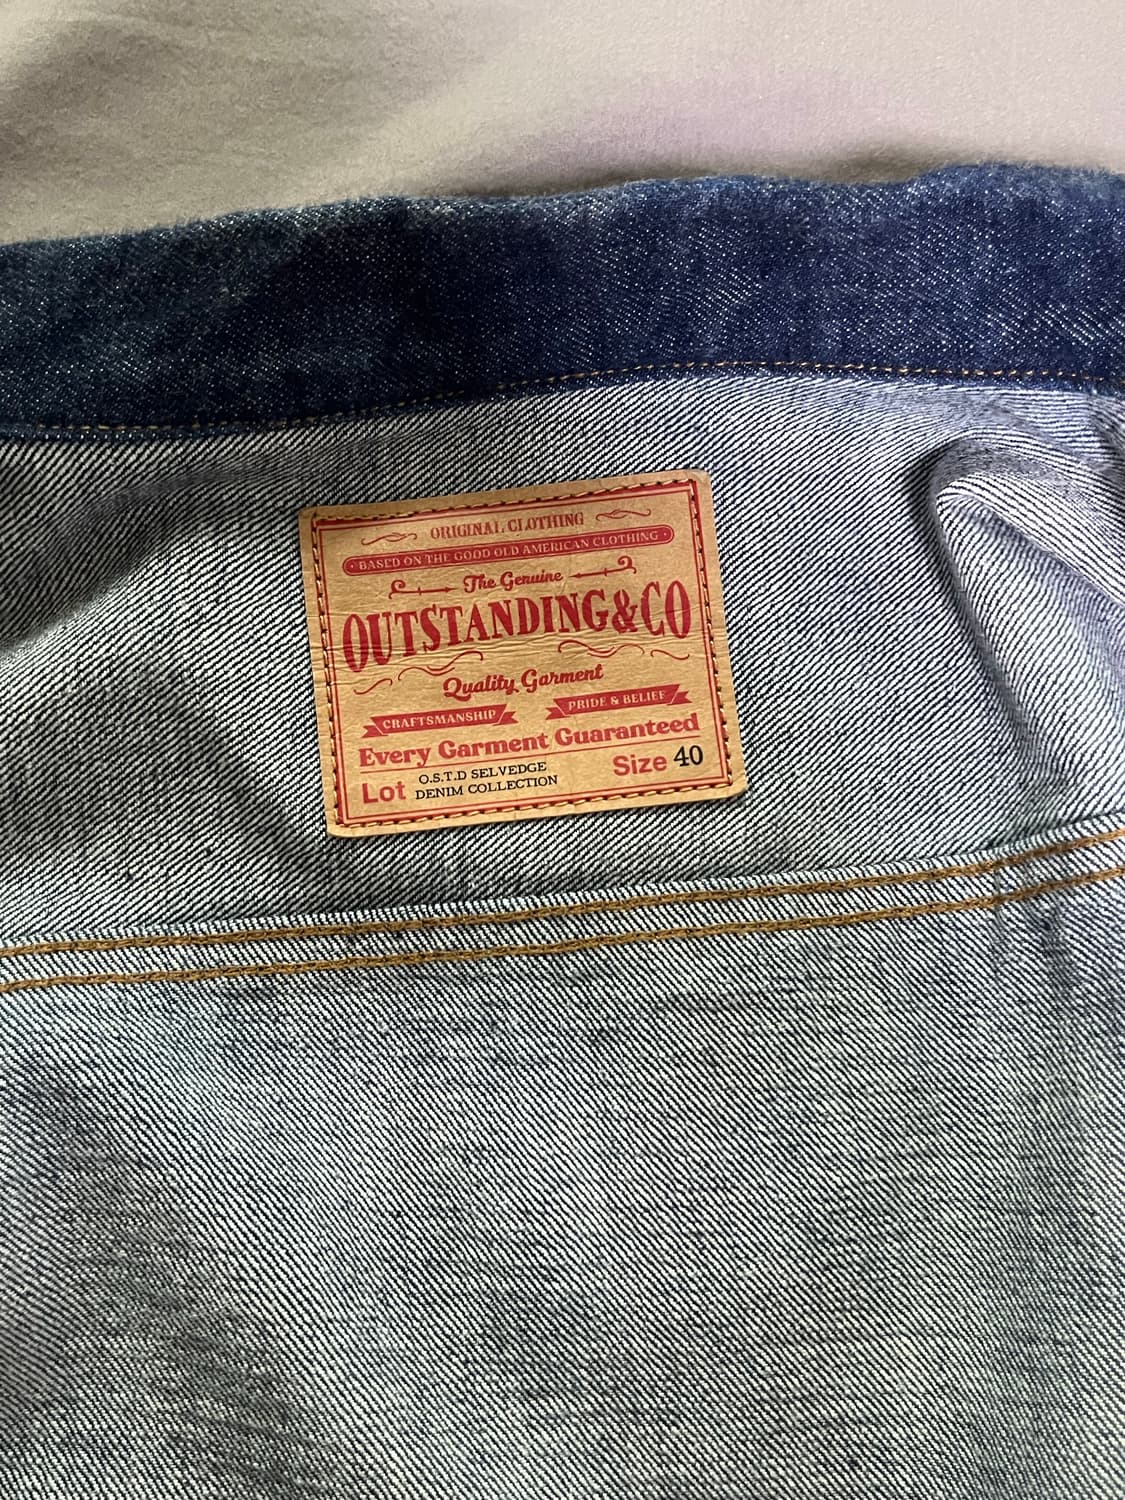 ORIGINAL CLOTHING
BASED ON THE GOOD OLD AMERICAN CLOTHING
The Genuine
OUTSTANDING&CO
Quality Garment
CRAFTSMANSHIP PRIDE & BELIEF
Every Garment Guaranteed
Lot O.S.T.D SELVEDGE
DENIM COLLECTION
Size 40